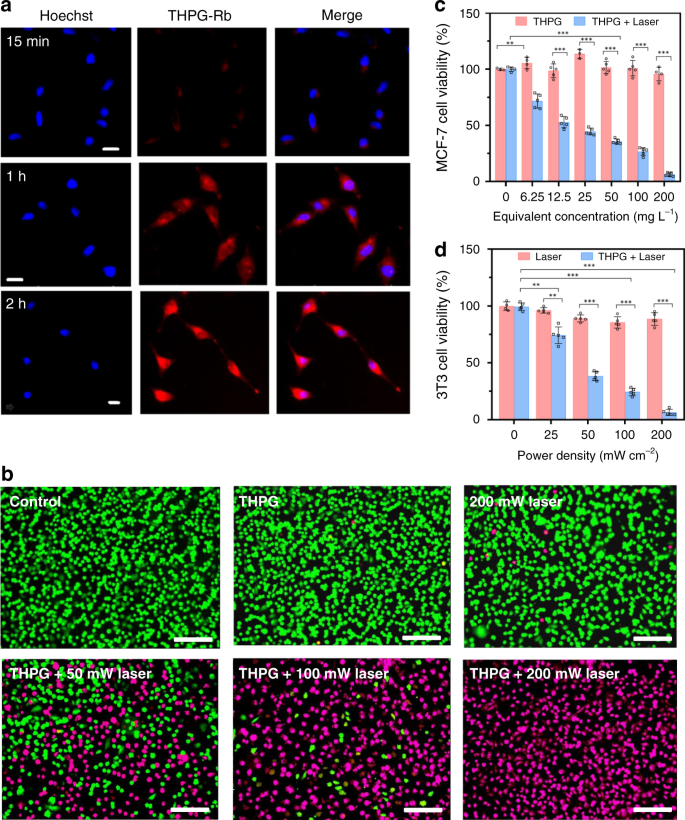 a
Hoechst THPG-Rb Merge
15 min
1 h
2 h
c
THPG THPG + Laser
MCF-7 cell viability (%)
150
100
50
0
** *** *** *** *** *** ***
0 6.25 12.5 25 50 100 200
Equivalent concentration (mg L−1)
d
Laser THPG + Laser
3T3 cell viability (%)
150
100
75
25
0
***
***
**
** *** *** ***
0 25 50 100 200
Power density (mW cm−2)
b
Control THPG 200 mW laser
THPG + 50 mW laser THPG + 100 mW laser THPG + 200 mW laser